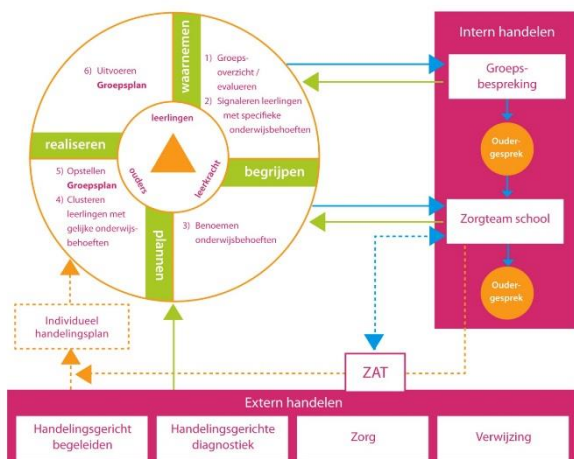 waarnemen
1) Groeps-
overzicht /
evalueren
2) Signaleren leerlingen
met specifieke
onderwijsbehoeften
begrijpen
3) Benoemen
onderwijsbehoeften
plannen
4) Clusteren
leerlingen met
gelijke onderwijs-
behoeften
5) Opstellen
Groepsplan
realiseren
6) Uitvoeren
Groepsplan
leerlingen
leerkracht
ouders
Intern handelen
Groeps-
bespreking
Ouder-
gesprek
Zorgteam school
Ouder-
gesprek
Individueel
handelingsplan
ZAT
Extern handelen
Handelingsgericht
begeleiden
Handelingsgerichte
diagnostiek
Zorg
Verwijzing